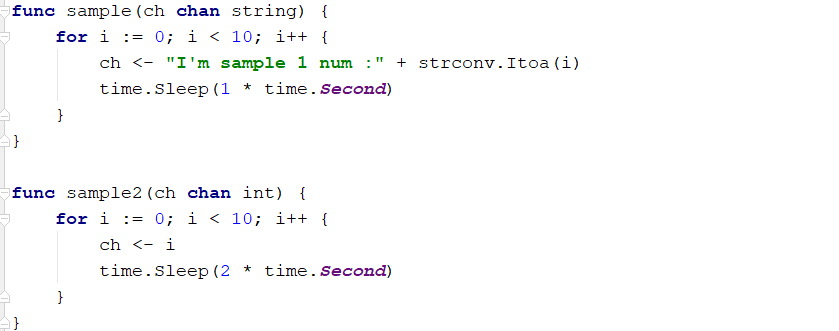 func sample(ch chan string) {
    for i := 0; i < 10; i++ {
        ch <- "I'm sample 1 num :" + strconv.Itoa(i)
        time.Sleep(1 * time.Second)
    }
}

func sample2(ch chan int) {
    for i := 0; i < 10; i++ {
        ch <- i
        time.Sleep(2 * time.Second)
    }
}